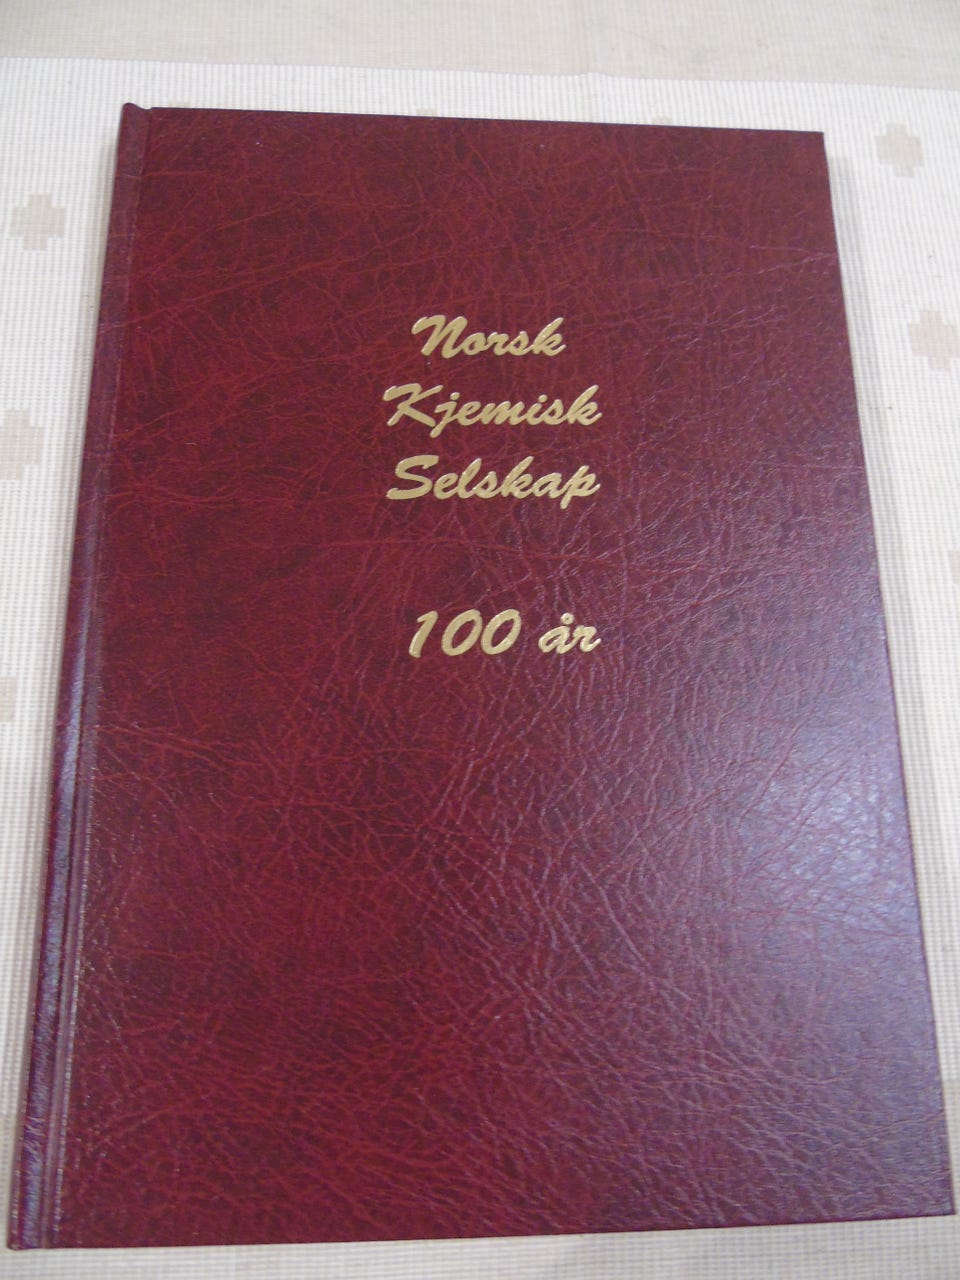 Norsk
Kjemisk
Selskap
100 år